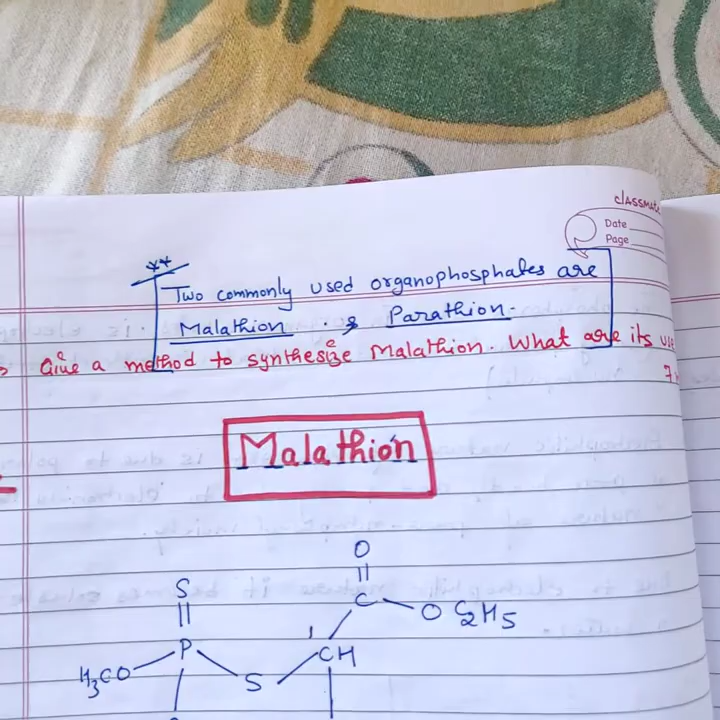 classmate
Date
Page
**
Two commonly used organophosphates are
Malathion & Parathion.
Give a method to synthesize Malathion. What are its
Malathion
O
||
S C OC2H5
||
P CH
H3CO S